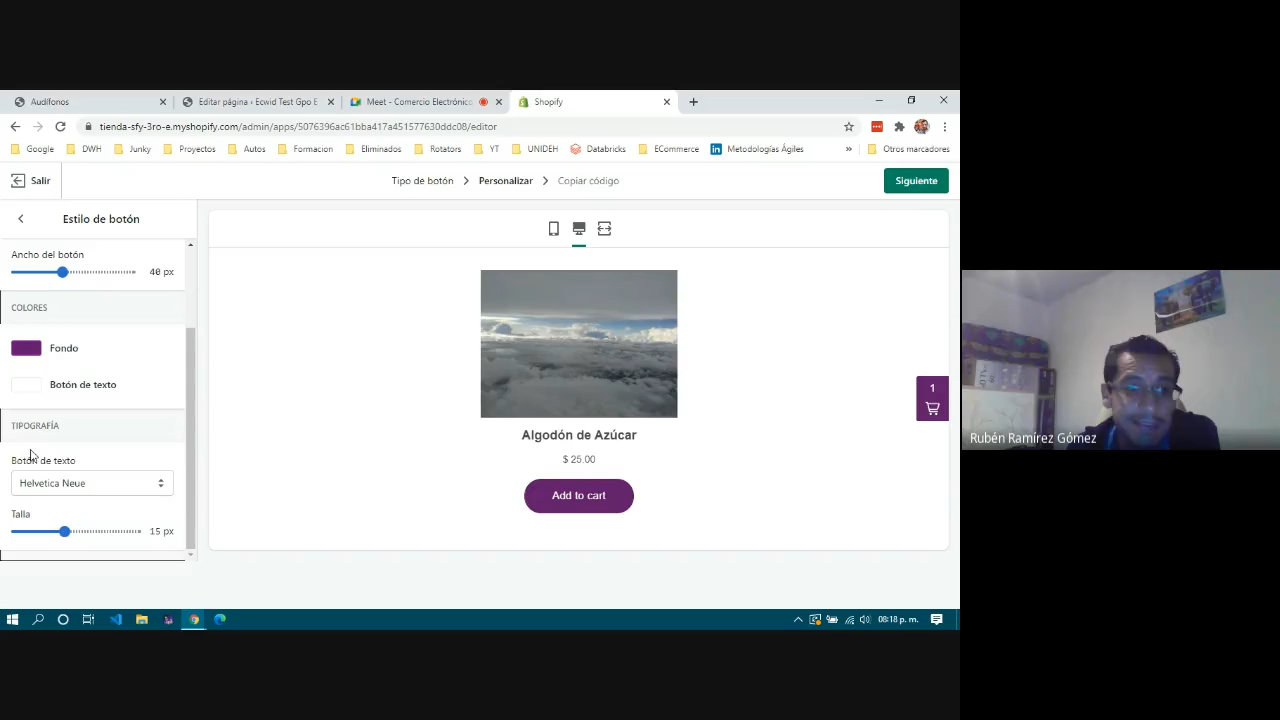 Audífonos
Editar página ‹ Ecwid Test Gpo E
Meet - Comercio Electrónico
Shopify
tienda-sfy-3ro-e.myshopify.com/admin/apps/5076396ac61bba417a451577630ddc08/editor
Google
DWH
Junky
Proyectos
Autos
Formacion
Eliminados
Rotators
YT
UNIDEH
Databricks
ECommerce
Metodologías Ágiles
»
Otros marcadores
Salir
Tipo de botón
Personalizar
Copiar código
Siguiente
Estilo de botón
Ancho del botón
40 px
COLORES
Fondo
Botón de texto
TIPOGRAFÍA
Botón de texto
Helvetica Neue
Talla
15 px
Algodón de Azúcar
$ 25.00
Add to cart
1
Rubén Ramírez Gómez
08:18 p. m.